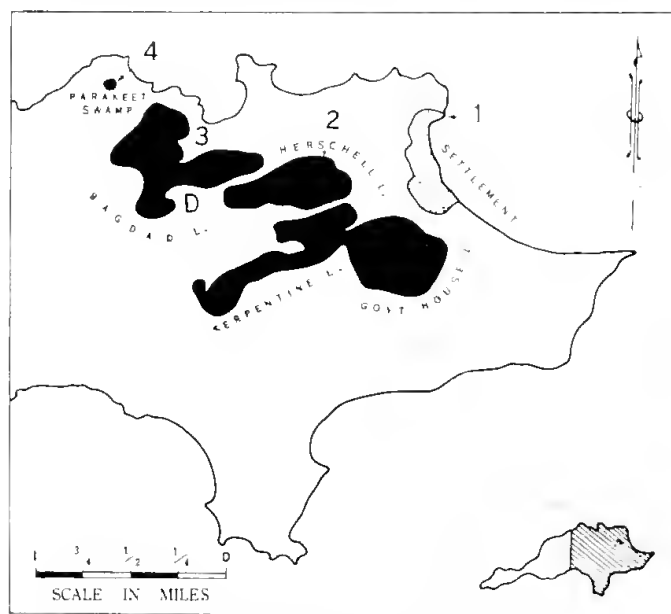 4
PARAKEET
SWAMP
3
2
1
HERSCHELL L.
SETTLEMENT
D
BAGDAD L.
SERPENTINE L.
GOVT HOUSE L
1 3/4 1/2 1/4 0
SCALE IN MILES